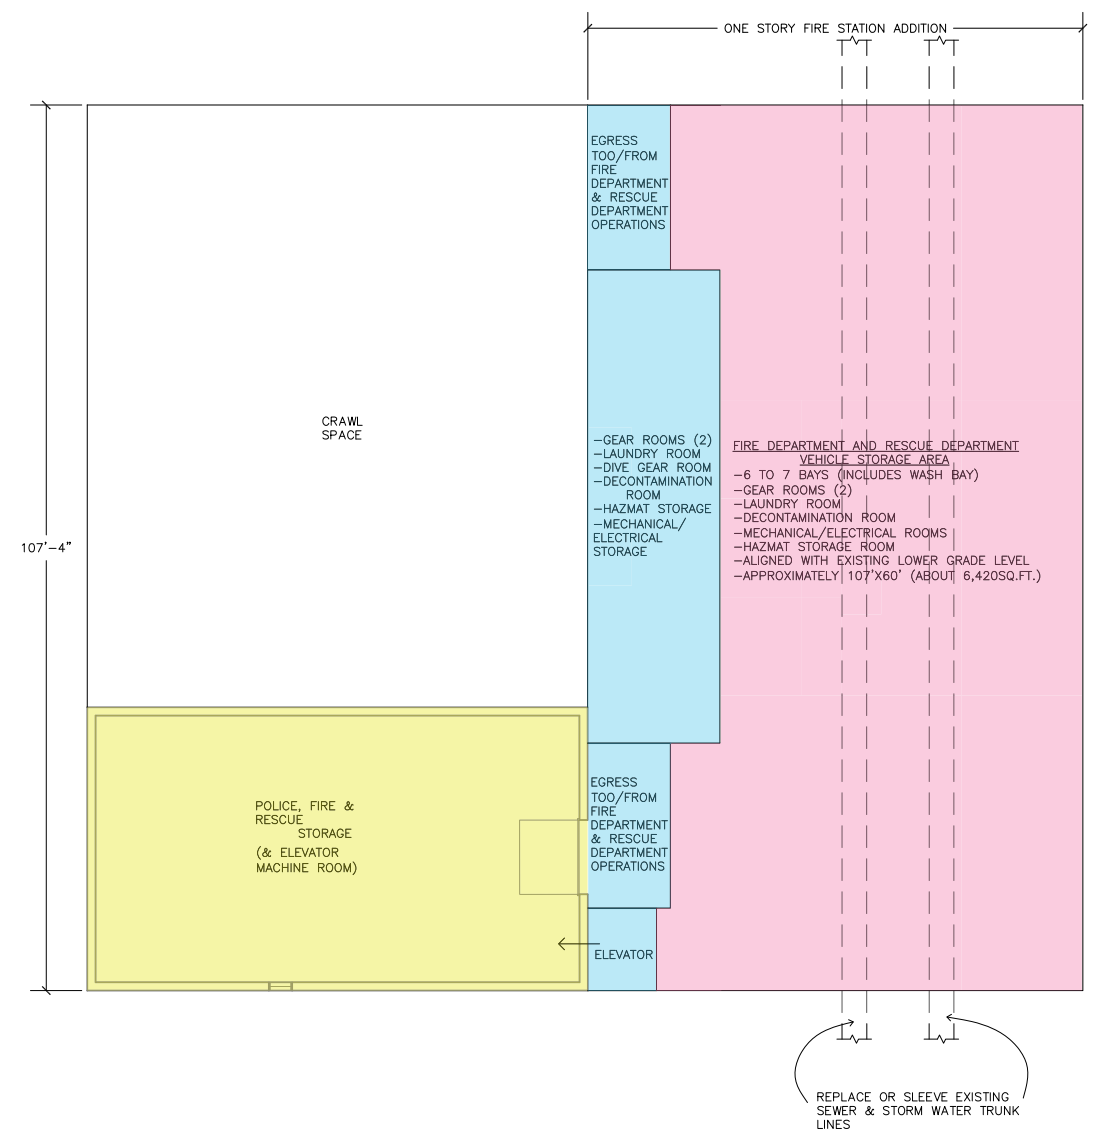 ONE STORY FIRE STATION ADDITION
EGRESS
TOO/FROM
FIRE
DEPARTMENT
& RESCUE
DEPARTMENT
OPERATIONS
CRAWL
SPACE
-GEAR ROOMS (2)
-LAUNDRY ROOM
-DIVE GEAR ROOM
-DECONTAMINATION
ROOM
-HAZMAT STORAGE
-MECHANICAL/
ELECTRICAL
STORAGE
FIRE DEPARTMENT AND RESCUE DEPARTMENT
VEHICLE STORAGE AREA
-6 TO 7 BAYS (INCLUDES WASH BAY)
-GEAR ROOMS (2)
-LAUNDRY ROOM
-DECONTAMINATION ROOM
-MECHANICAL/ELECTRICAL ROOMS
-HAZMAT STORAGE ROOM
-ALIGNED WITH EXISTING LOWER GRADE LEVEL
-APPROXIMATELY 107'X60' (ABOUT 6,420SQ.FT.)
107'-4"
POLICE, FIRE &
RESCUE
STORAGE
(& ELEVATOR
MACHINE ROOM)
EGRESS
TOO/FROM
FIRE
DEPARTMENT
& RESCUE
DEPARTMENT
OPERATIONS
ELEVATOR
REPLACE OR SLEEVE EXISTING
SEWER & STORM WATER TRUNK
LINES